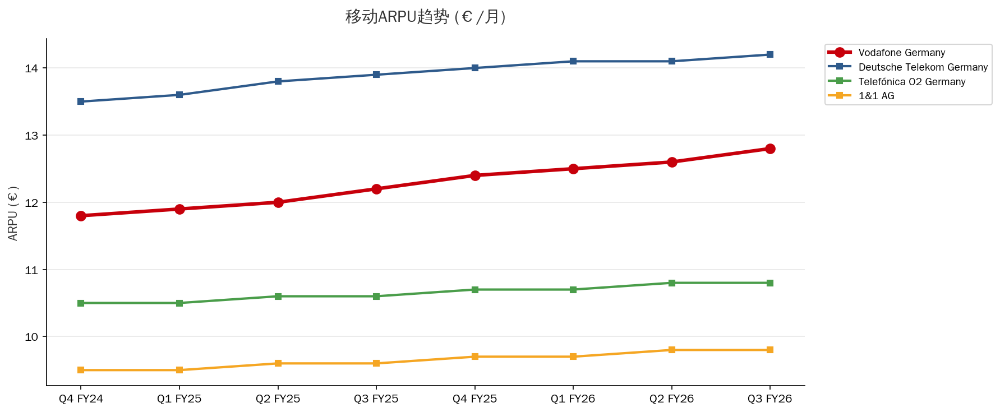 移动ARPU趋势 (€/月)
ARPU (€)
14
13
12
11
10
Q4 FY24 Q1 FY25 Q2 FY25 Q3 FY25 Q4 FY25 Q1 FY26 Q2 FY26 Q3 FY26
Vodafone Germany
Deutsche Telekom Germany
Telefónica O2 Germany
1&1 AG